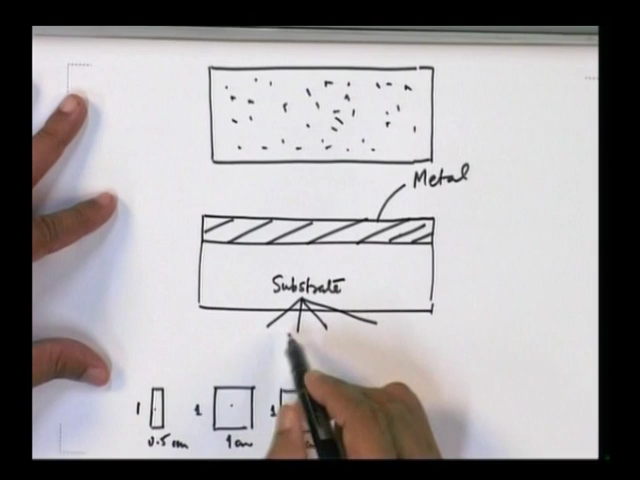 Metal
Substrate
1 1 1
0.5 cm 1 cm